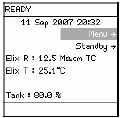 READY
11 Sep 2007 20:32
Menu →
Standby →
Elix R : 12.5 MΩ.cm TC
Elix T : 25.1°C
Tank : 80.0 %